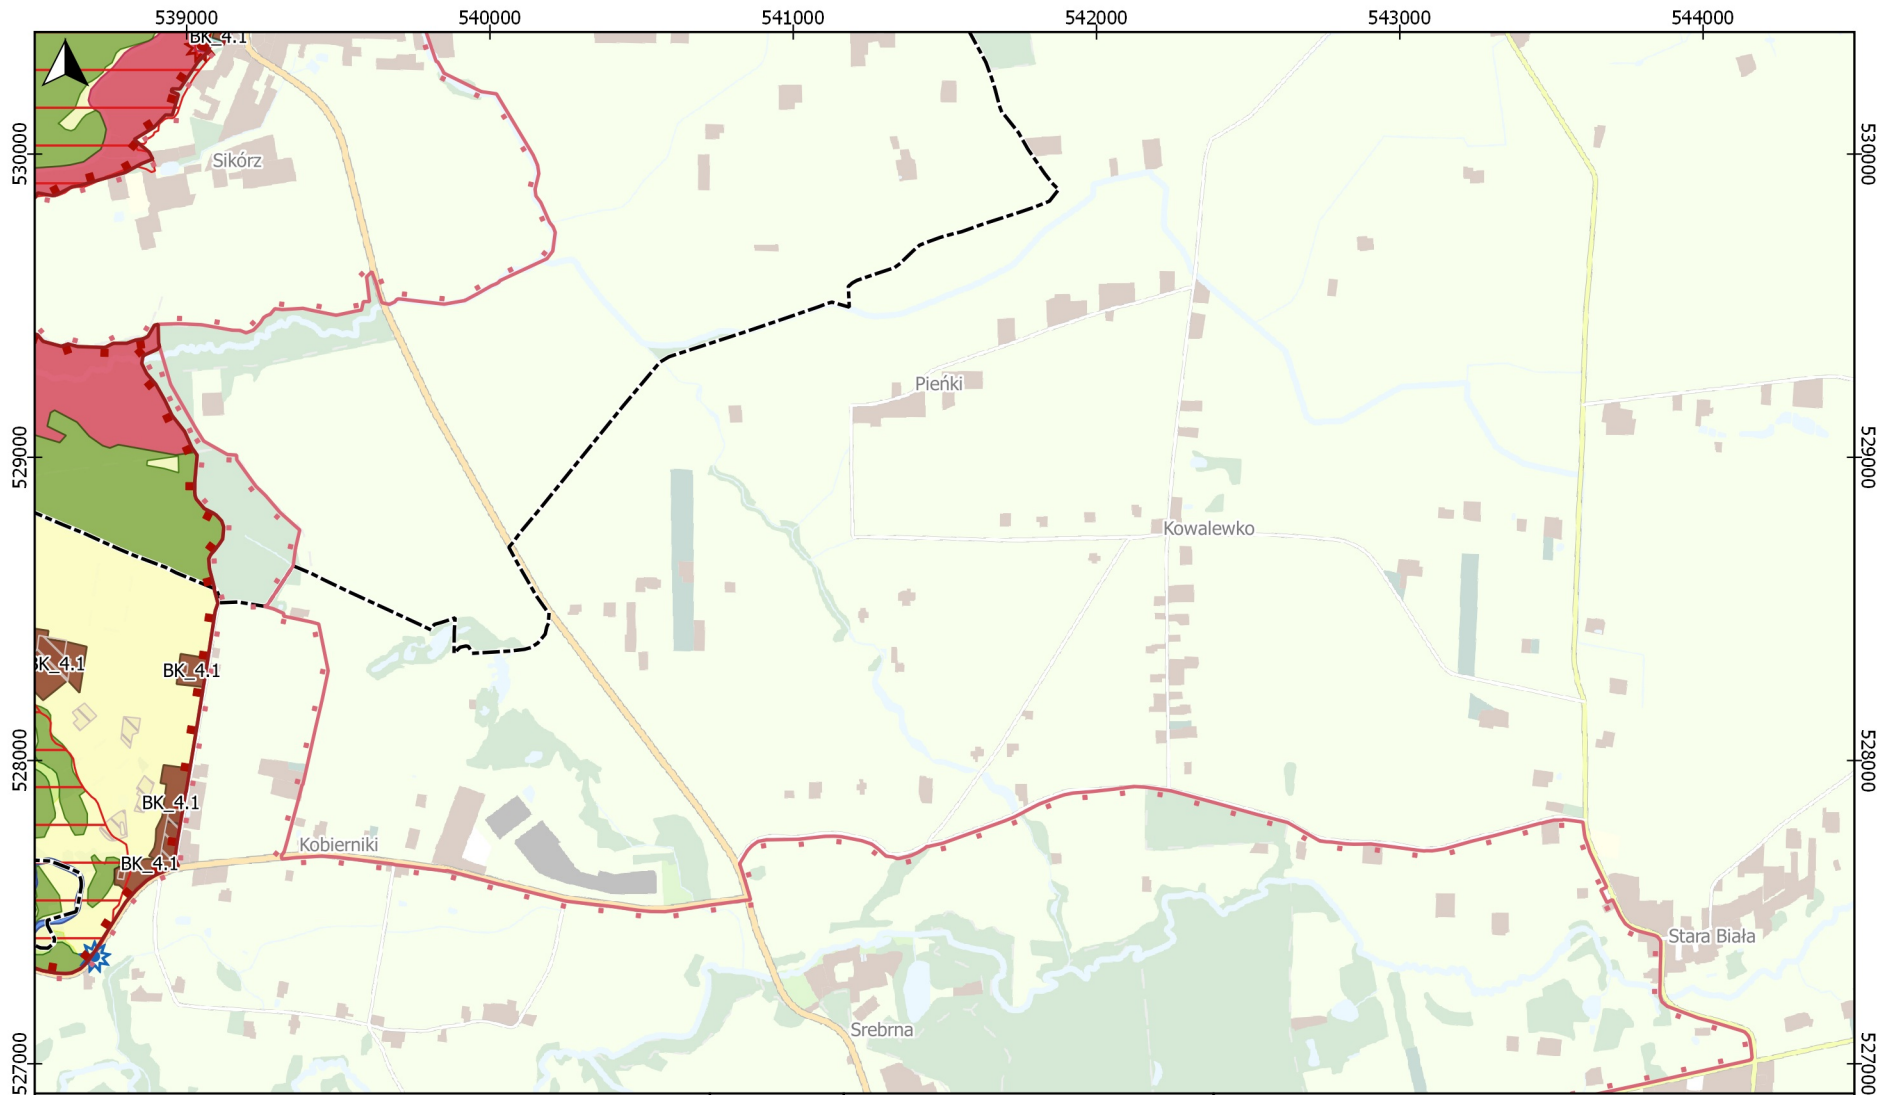 539000 540000 541000 542000 543000 544000
BK_4.1
530000 Sikórz 530000
Pieńki
529000 529000
Kowalewko
BK_4.1 BK_4.1
528000 528000
BK_4.1
Kobierniki
BK_4.1
Stara Biała
Srebrna
527000 527000